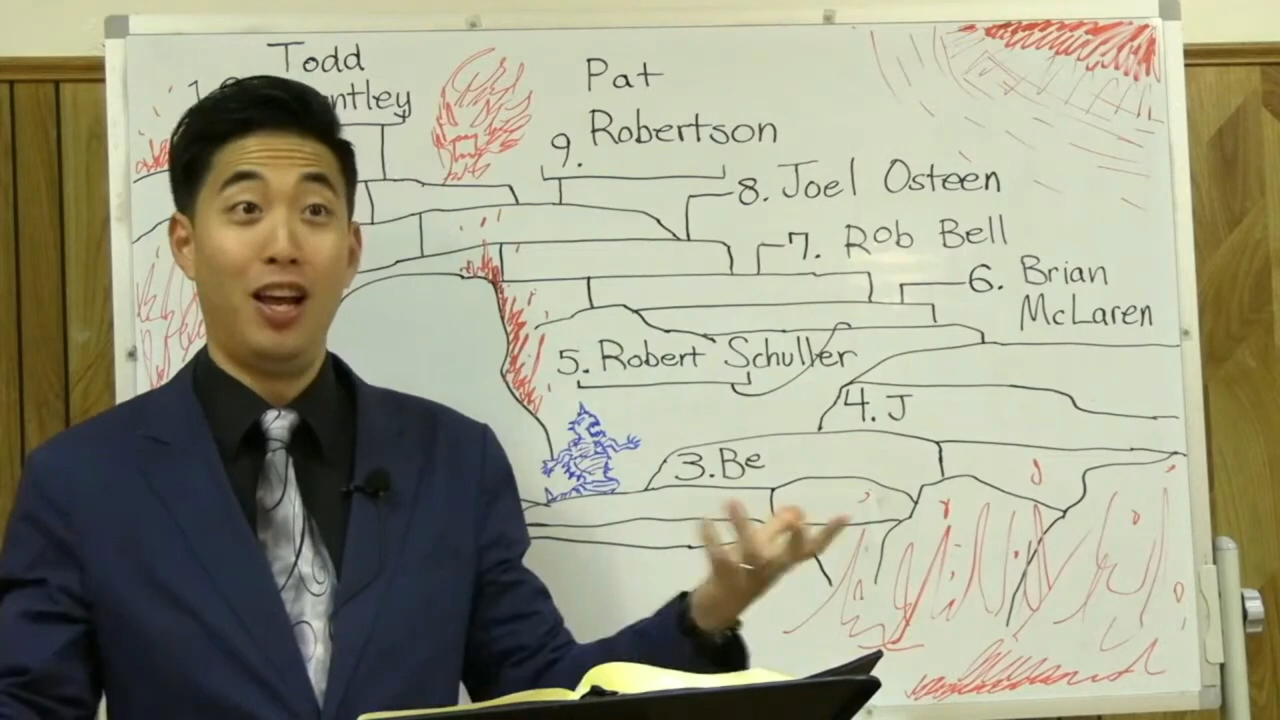 Todd
ntley
Pat
9. Robertson
8. Joel Osteen
7. Rob Bell
6. Brian
McLaren
5. Robert Schuller
4. J
3. Be